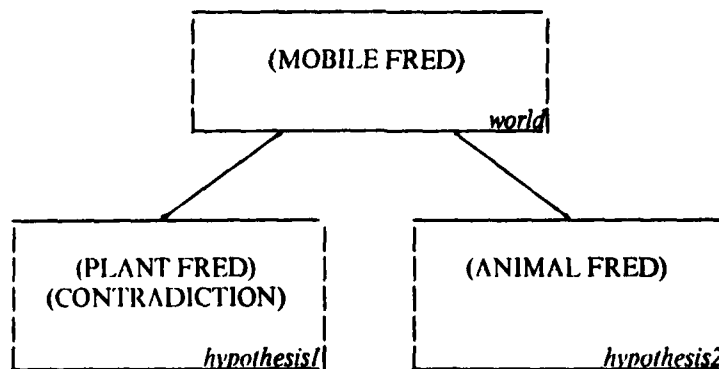 (MOBILE FRED)
world
(PLANT FRED)
(CONTRADICTION)
hypothesis1
(ANIMAL FRED)
hypothesis2